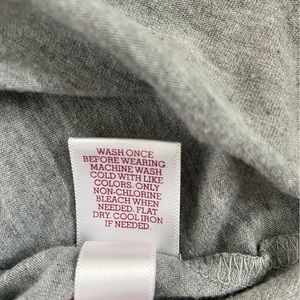 WASH ONCE
BEFORE WEARING
MACHINE WASH
COLD WITH LIKE
COLORS. ONLY
NON-CHLORINE
BLEACH WHEN
NEEDED. FLAT
DRY. COOL IRON
IF NEEDED.